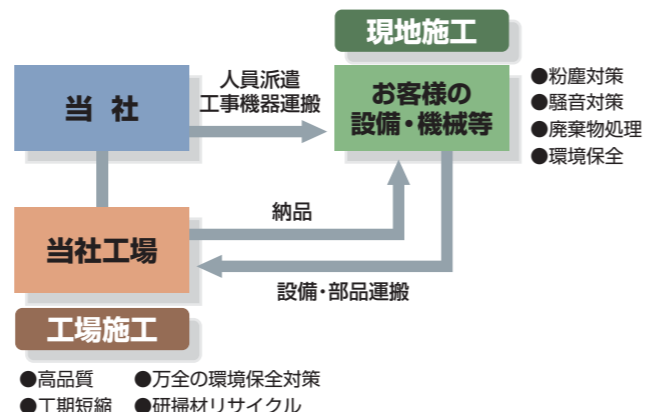 現地施工
当社
人員派遣
工事機器運搬
お客様の
設備・機械等
●粉塵対策
●騒音対策
●廃棄物処理
●環境保全
納品
当社工場
設備・部品運搬
工場施工
●高品質 ●万全の環境保全対策
●工期短縮 ●研掃材リサイクル